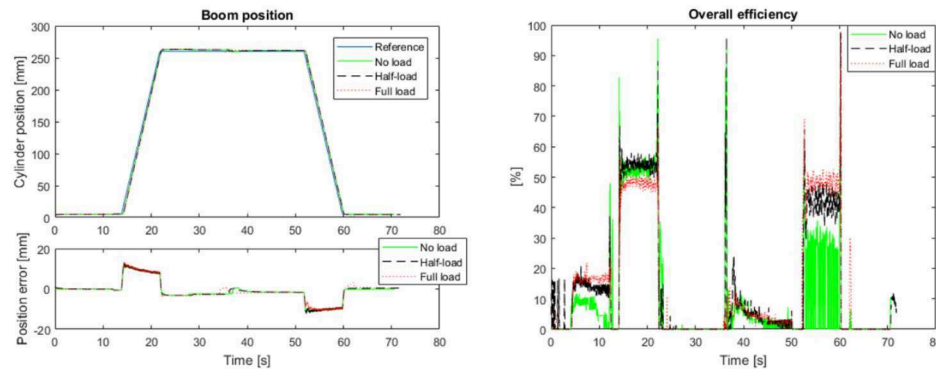 Boom position
Cylinder position [mm]
300
250
200
150
100
50
0
0 10 20 30 40 50 60 70 80
Reference
No load
Half-load
Full load
Position error [mm]
20
0
-20
0 10 20 30 40 50 60 70 80
No load
Half-load
Full load
Time [s]
Overall efficiency
[%]
100
90
80
70
60
50
40
30
20
10
0
0 10 20 30 40 50 60 70 80
No load
Half-load
Full load
Time [s]